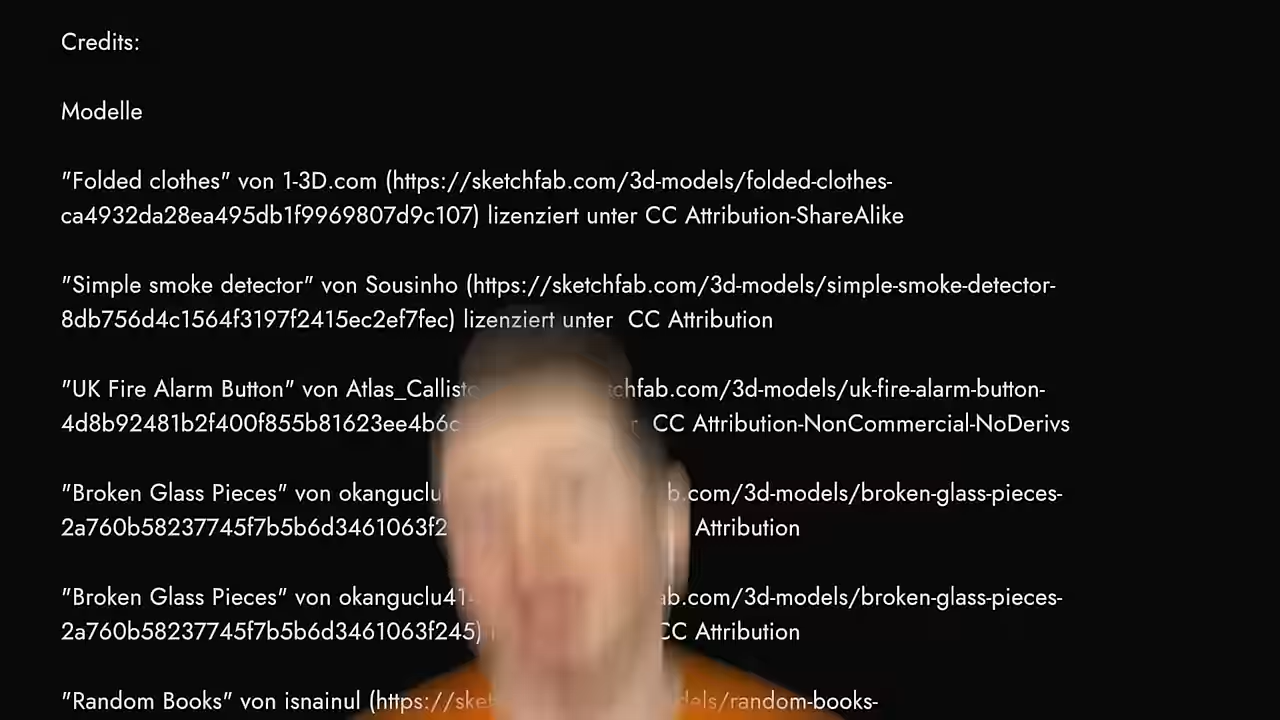 Credits:
Modelle
"Folded clothes" von 1-3D.com (https://sketchfab.com/3d-models/folded-clothes-
ca4932da28ea495db1f9969807d9c107) lizenziert unter CC Attribution-ShareAlike
"Simple smoke detector" von Sousinho (https://sketchfab.com/3d-models/simple-smoke-detector-
8db756d4c1564f3197f2415ec2ef7fec) lizenziert unter CC Attribution
"UK Fire Alarm Button" von chfab.com/3d-models/uk-fire-alarm-button-
CC Attribution-NonCommercial-NoDerivs
"Broken Glass Pieces" von okanguclu b.com/3d-models/broken-glass-pieces-
2a760b58237745f7b5b6d3461063f2 Attribution
"Broken Glass Pieces" von okanguclu41 ab.com/3d-models/broken-glass-pieces-
2a760b58237745f7b5b6d3461063f245) CC Attribution
"Random Books" von isnainul (https://sket dels/random-books-